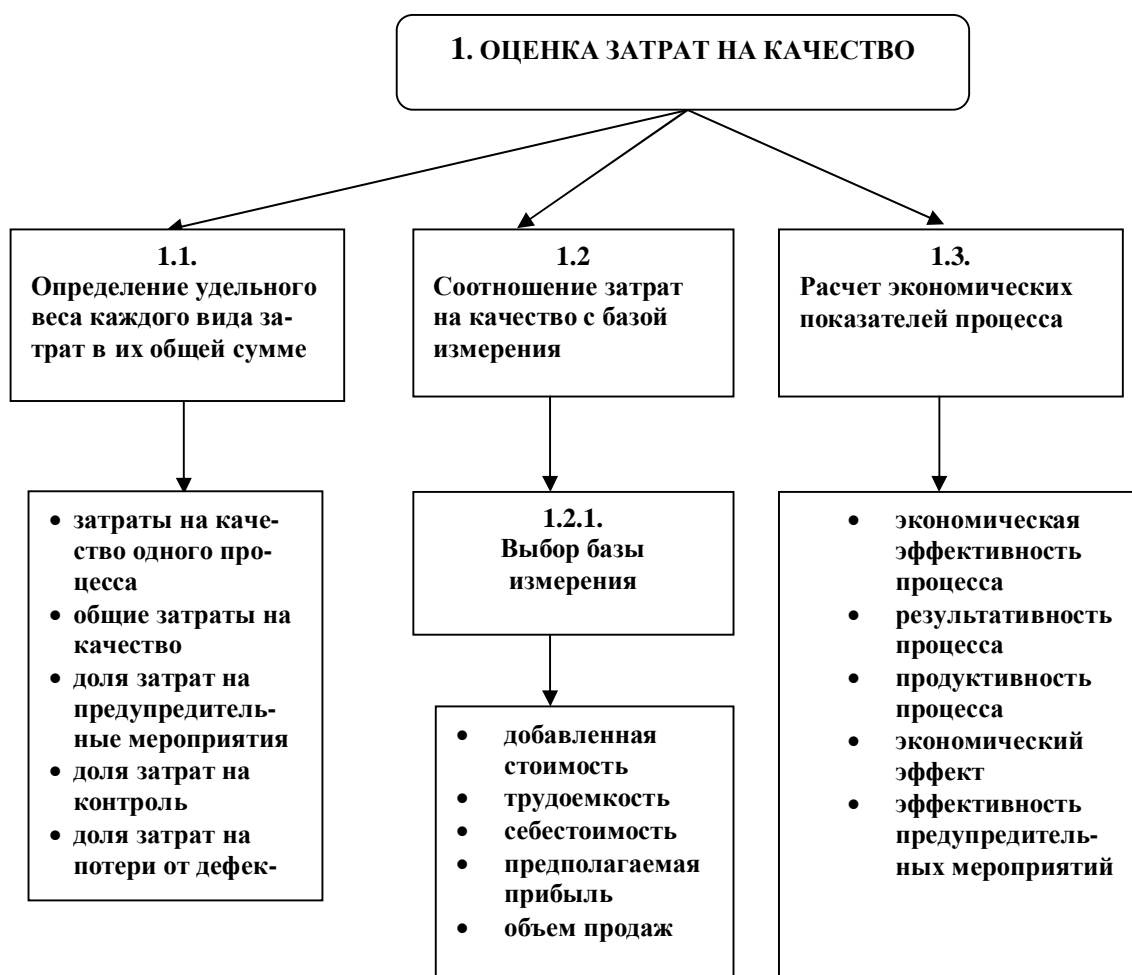 1. ОЦЕНКА ЗАТРАТ НА КАЧЕСТВО
1.1.
Определение удельного
веса каждого вида за-
трат в их общей сумме
1.2
Соотношение затрат
на качество с базой
измерения
1.3.
Расчет экономических
показателей процесса
• затраты на каче-
ство одного про-
цесса
• общие затраты на
качество
• доля затрат на
предупредитель-
ные мероприятия
• доля затрат на
контроль
• доля затрат на
потери от дефек-
1.2.1.
Выбор базы
измерения
• добавленная
стоимость
• трудоемкость
• себестоимость
• предполагаемая
прибыль
• объем продаж
• экономическая
эффективность
процесса
• результативность
процесса
• продуктивность
процесса
• экономический
эффект
• эффективность
предупредитель-
ных мероприятий